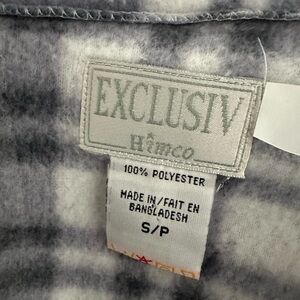 EXCLUSIV
Himco
100% POLYESTER
MADE IN/FAIT EN
BANGLADESH
S/P